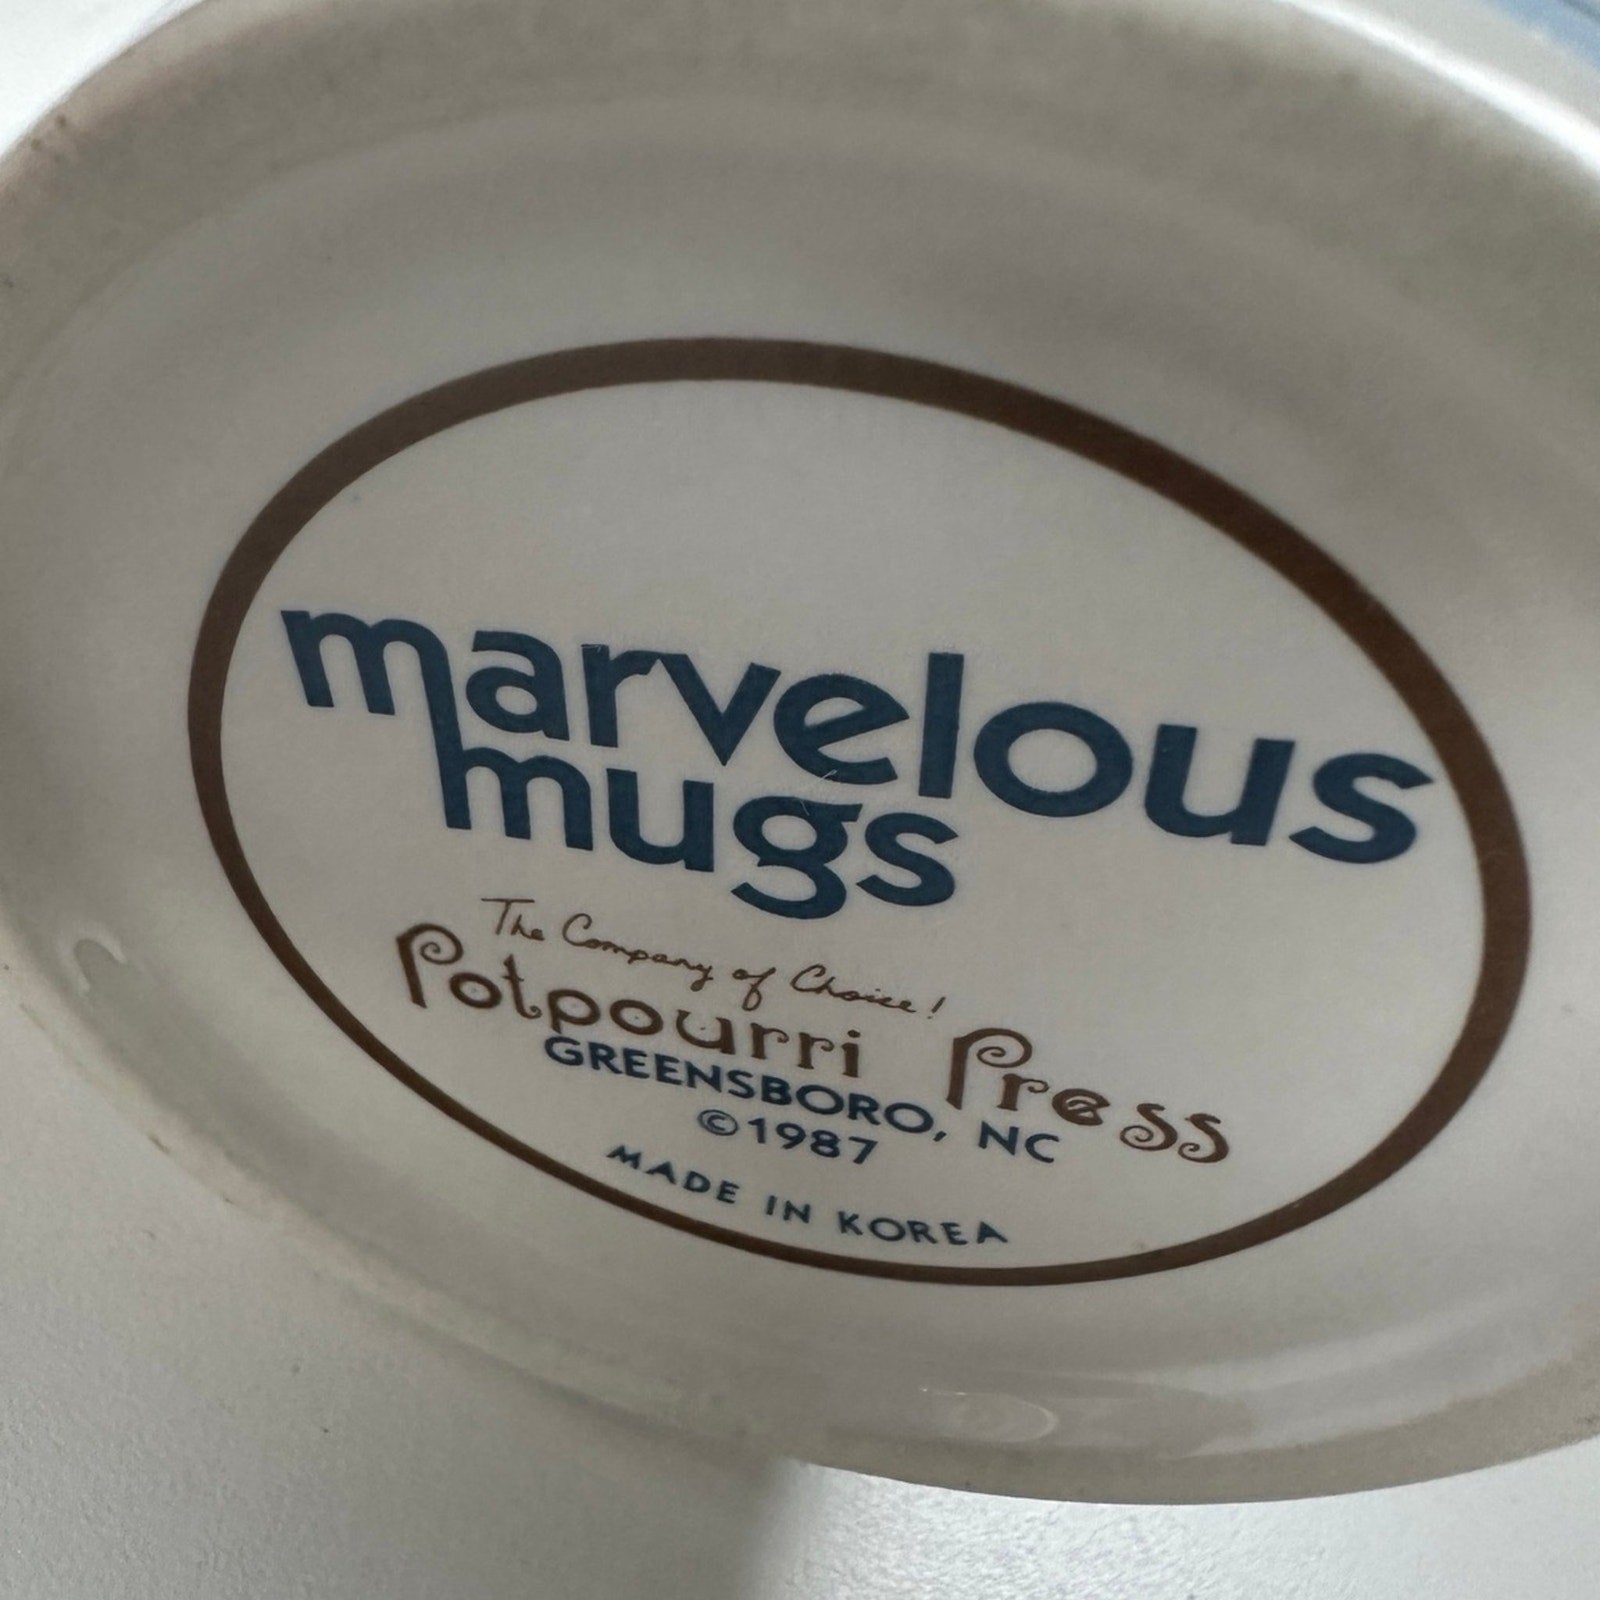 marvelous
mugs
The Company of Choice!
Potpourri Press
GREENSBORO, NC
©1987
MADE IN KOREA